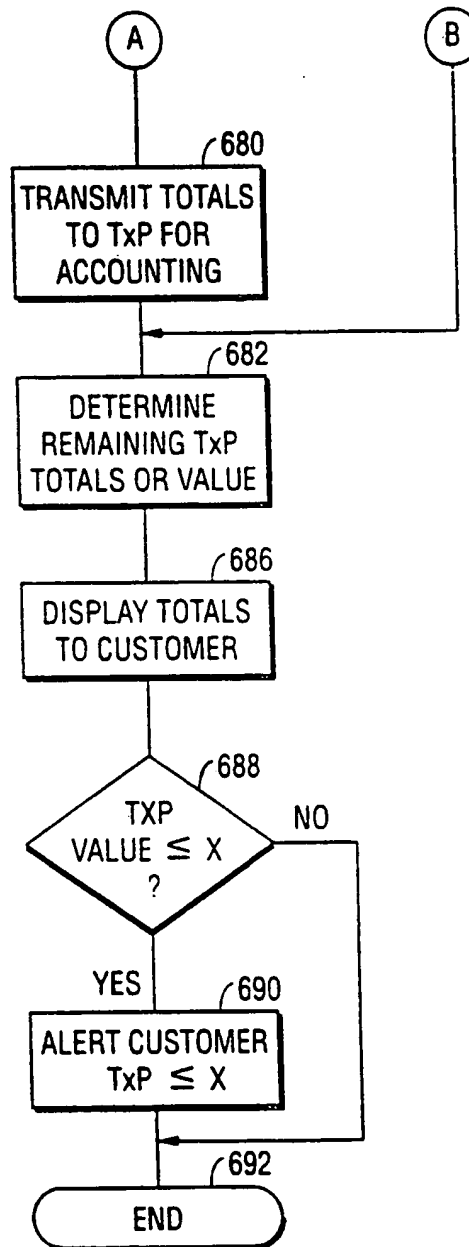 A
B
680
TRANSMIT TOTALS
TO TxP FOR
ACCOUNTING
682
DETERMINE
REMAINING TxP
TOTALS OR VALUE
686
DISPLAY TOTALS
TO CUSTOMER
688
TXP
VALUE ≦ X
?
NO
YES
690
ALERT CUSTOMER
TxP ≦ X
692
END